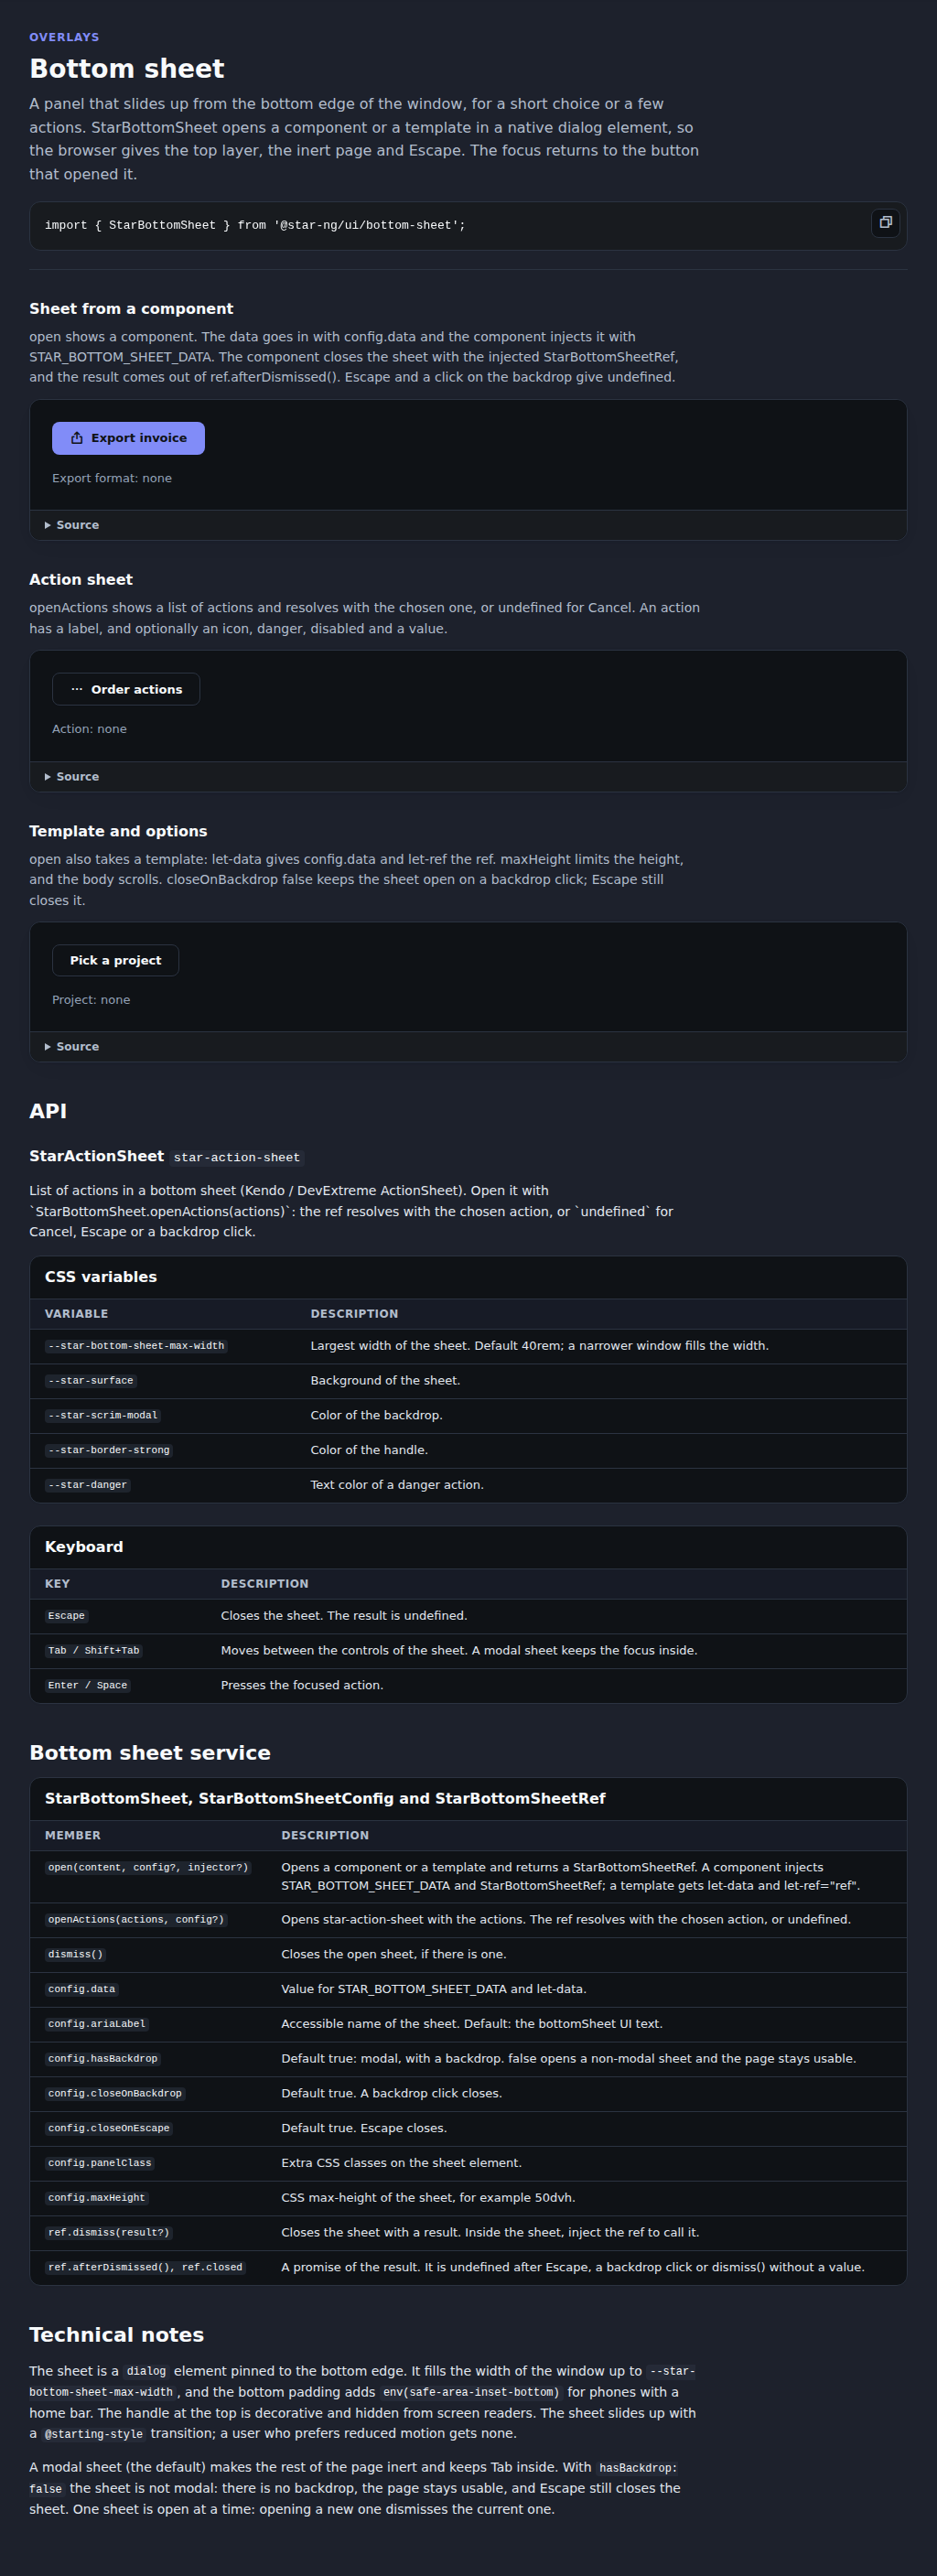 OVERLAYS
Bottom sheet
A panel that slides up from the bottom edge of the window, for a short choice or a few
actions. StarBottomSheet opens a component or a template in a native dialog element, so
the browser gives the top layer, the inert page and Escape. The focus returns to the button
that opened it.
import { StarBottomSheet } from '@star-ng/ui/bottom-sheet';
Sheet from a component
open shows a component. The data goes in with config.data and the component injects it with
STAR_BOTTOM_SHEET_DATA. The component closes the sheet with the injected StarBottomSheetRef,
and the result comes out of ref.afterDismissed(). Escape and a click on the backdrop give undefined.
Export invoice
Export format: none
Source
Action sheet
openActions shows a list of actions and resolves with the chosen one, or undefined for Cancel. An action
has a label, and optionally an icon, danger, disabled and a value.
Order actions
Action: none
Source
Template and options
open also takes a template: let-data gives config.data and let-ref the ref. maxHeight limits the height,
and the body scrolls. closeOnBackdrop false keeps the sheet open on a backdrop click; Escape still
closes it.
Pick a project
Project: none
Source
API
StarActionSheet star-action-sheet
List of actions in a bottom sheet (Kendo / DevExtreme ActionSheet). Open it with
`StarBottomSheet.openActions(actions)`: the ref resolves with the chosen action, or `undefined` for
Cancel, Escape or a backdrop click.
CSS variables
VARIABLE DESCRIPTION
--star-bottom-sheet-max-width Largest width of the sheet. Default 40rem; a narrower window fills the width.
--star-surface Background of the sheet.
--star-scrim-modal Color of the backdrop.
--star-border-strong Color of the handle.
--star-danger Text color of a danger action.
Keyboard
KEY DESCRIPTION
Escape Closes the sheet. The result is undefined.
Tab / Shift+Tab Moves between the controls of the sheet. A modal sheet keeps the focus inside.
Enter / Space Presses the focused action.
Bottom sheet service
StarBottomSheet, StarBottomSheetConfig and StarBottomSheetRef
MEMBER DESCRIPTION
open(content, config?, injector?) Opens a component or a template and returns a StarBottomSheetRef. A component injects
STAR_BOTTOM_SHEET_DATA and StarBottomSheetRef; a template gets let-data and let-ref="ref".
openActions(actions, config?) Opens star-action-sheet with the actions. The ref resolves with the chosen action, or undefined.
dismiss() Closes the open sheet, if there is one.
config.data Value for STAR_BOTTOM_SHEET_DATA and let-data.
config.ariaLabel Accessible name of the sheet. Default: the bottomSheet UI text.
config.hasBackdrop Default true: modal, with a backdrop. false opens a non-modal sheet and the page stays usable.
config.closeOnBackdrop Default true. A backdrop click closes.
config.closeOnEscape Default true. Escape closes.
config.panelClass Extra CSS classes on the sheet element.
config.maxHeight CSS max-height of the sheet, for example 50dvh.
ref.dismiss(result?) Closes the sheet with a result. Inside the sheet, inject the ref to call it.
ref.afterDismissed(), ref.closed A promise of the result. It is undefined after Escape, a backdrop click or dismiss() without a value.
Technical notes
The sheet is a dialog element pinned to the bottom edge. It fills the width of the window up to --star-
bottom-sheet-max-width, and the bottom padding adds env(safe-area-inset-bottom) for phones with a
home bar. The handle at the top is decorative and hidden from screen readers. The sheet slides up with
a @starting-style transition; a user who prefers reduced motion gets none.
A modal sheet (the default) makes the rest of the page inert and keeps Tab inside. With hasBackdrop:
false the sheet is not modal: there is no backdrop, the page stays usable, and Escape still closes the
sheet. One sheet is open at a time: opening a new one dismisses the current one.